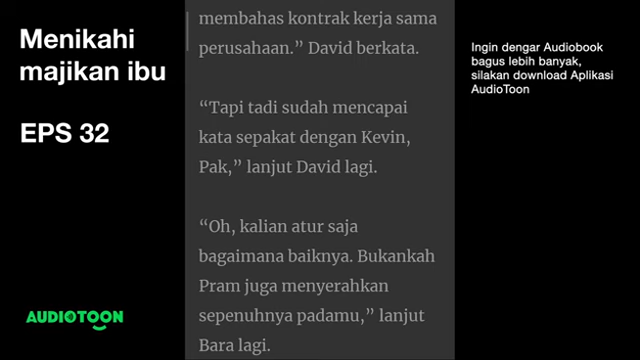 Menikahi
majikan ibu
EPS 32
AUDIOTOON
membahas kontrak kerja sama
perusahaan.” David berkata.
“Tapi tadi sudah mencapai
kata sepakat dengan Kevin,
Pak,” lanjut David lagi.
“Oh, kalian atur saja
bagaimana baiknya. Bukankah
Pram juga menyerahkan
sepenuhnya padamu,” lanjut
Bara lagi.
Ingin dengar Audiobook
bagus lebih banyak,
silakan download Aplikasi
AudioToon